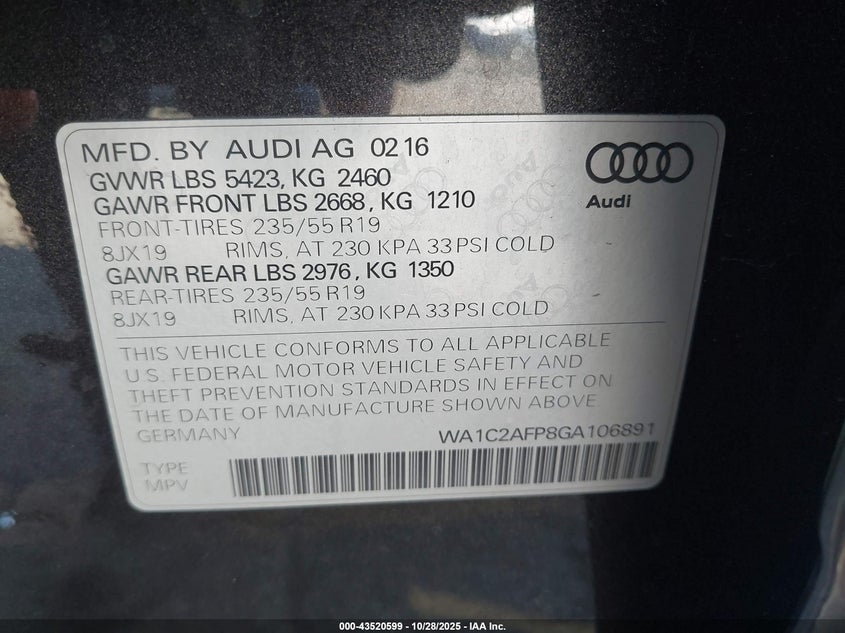 MFD. BY AUDI AG 02 16
GVWR LBS 5423, KG 2460
GAWR FRONT LBS 2668, KG 1210
FRONT-TIRES 235/55 R19
8JX19 RIMS, AT 230 KPA 33 PSI COLD
GAWR REAR LBS 2976, KG 1350
REAR-TIRES 235/55 R19
8JX19 RIMS, AT 230 KPA 33 PSI COLD
Audi
THIS VEHICLE CONFORMS TO ALL APPLICABLE
U.S. FEDERAL MOTOR VEHICLE SAFETY AND
THEFT PREVENTION STANDARDS IN EFFECT ON
THE DATE OF MANUFACTURE SHOWN ABOVE.
GERMANY WA1C2AFP8GA106891
TYPE
MPV
000-43520599 - 10/28/2025 - IAA Inc.